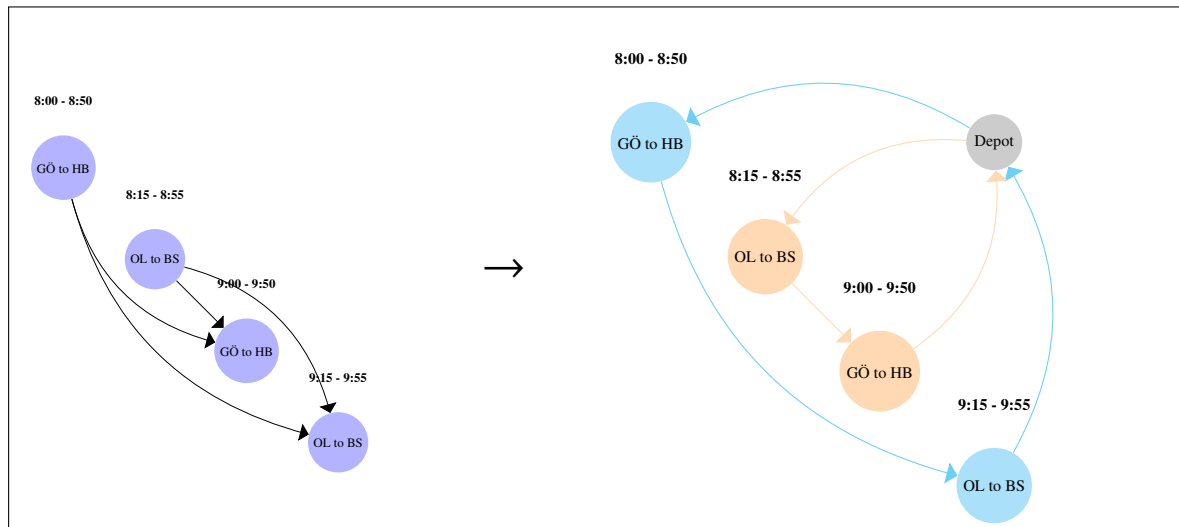 8:00 - 8:50
GÖ to HB
8:15 - 8:55
OL to BS
9:00 - 9:50
GÖ to HB
9:15 - 9:55
OL to BS
→
8:00 - 8:50
GÖ to HB
Depot
8:15 - 8:55
OL to BS
9:00 - 9:50
GÖ to HB
9:15 - 9:55
OL to BS